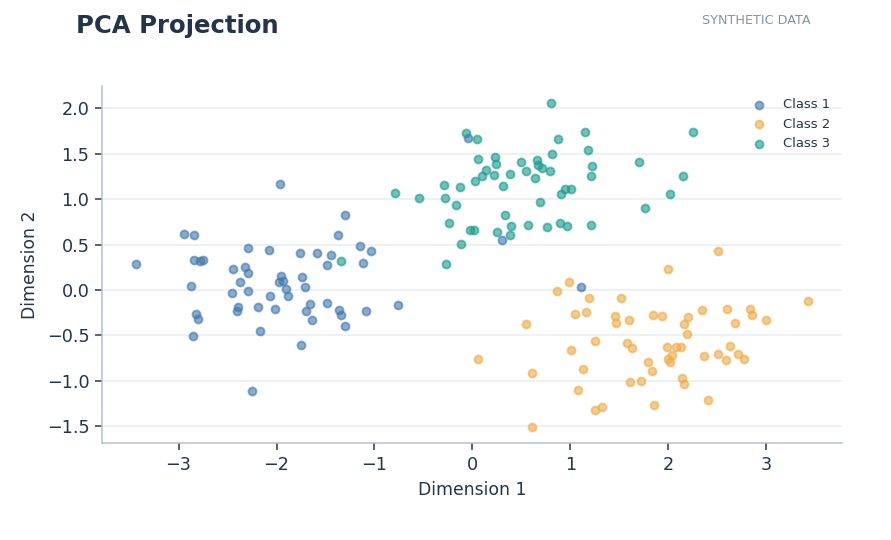 PCA Projection
SYNTHETIC DATA
Class 1
Class 2
Class 3
2.0
1.5
1.0
0.5
0.0
−0.5
−1.0
−1.5
Dimension 2
−3 −2 −1 0 1 2 3
Dimension 1